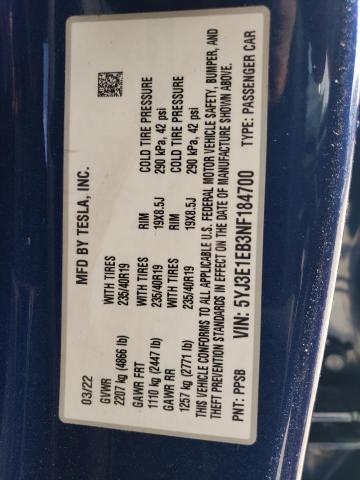 MFD BY TESLA, INC.
03/22
GVWR
2207 kg (4866 lb)
GAWR FRT WITH TIRES RIM COLD TIRE PRESSURE
1110 kg (2447 lb) 235/40R19 19X8.5J 290 kPa, 42 psi
GAWR RR WITH TIRES RIM COLD TIRE PRESSURE
1257 kg (2771 lb) 235/40R19 19X8.5J 290 kPa, 42 psi
THIS VEHICLE CONFORMS TO ALL APPLICABLE U.S. FEDERAL MOTOR VEHICLE SAFETY, BUMPER, AND
THEFT PREVENTION STANDARDS IN EFFECT ON THE DATE OF MANUFACTURE SHOWN ABOVE.
VIN: 5YJ3E1EB3NF184700
PNT: PPSB TYPE: PASSENGER CAR